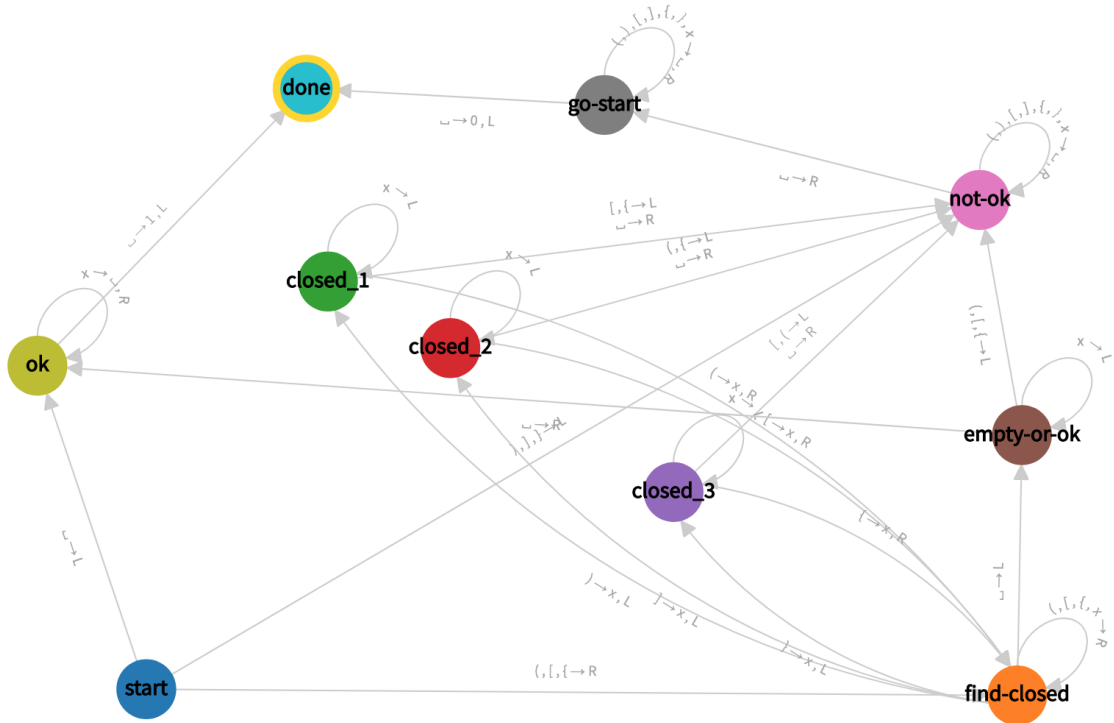 (,),[,],{,},x→␣,R
done
go-start
␣→0,L
(,),[,],{,},x→␣,R
␣→R
not-ok
x→L
[,{→L
␣→R
␣→1,L
(,{→L
␣→R
x→L
closed_1
x→␣,R
closed_2
[,(→L
␣→R
(,[,{→L
x→L
ok
(→x,R
[→x,R
empty-or-ok
),],}→L
closed_3
{→x,R
␣→L
␣→L
)→x,L
]→x,L
(,[,{,x→R
}→x,L
(,[,{→R
start
find-closed